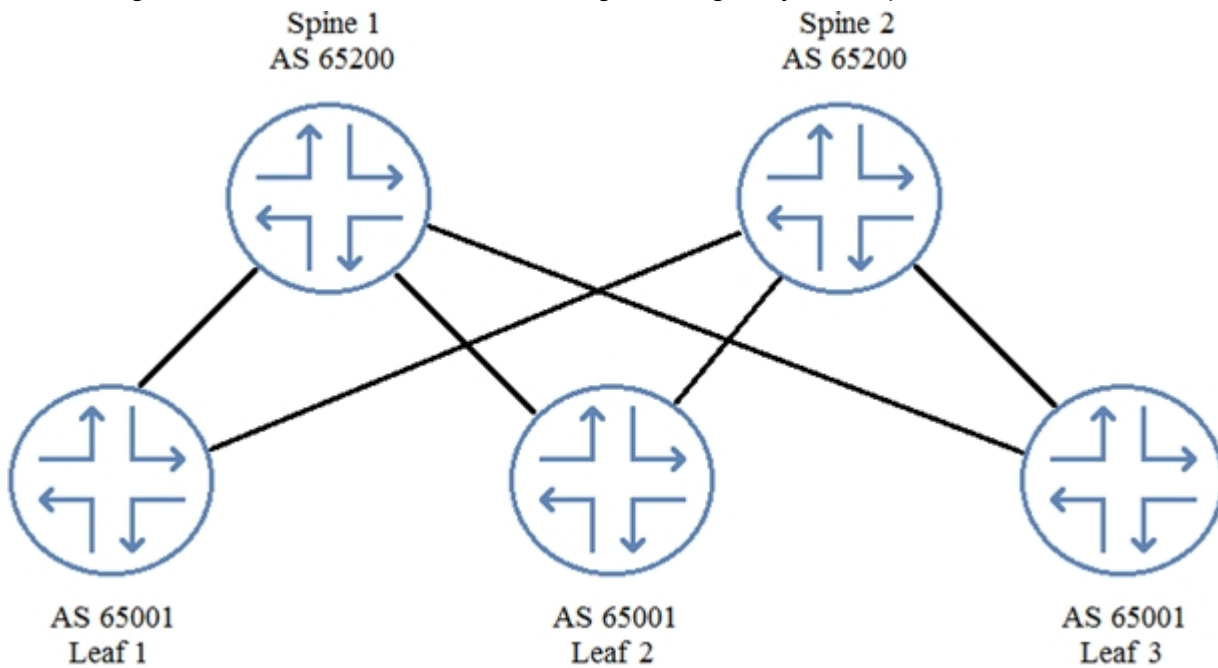 Spine 1
AS 65200
Spine 2
AS 65200
AS 65001
Leaf 1
AS 65001
Leaf 2
AS 65001
Leaf 3